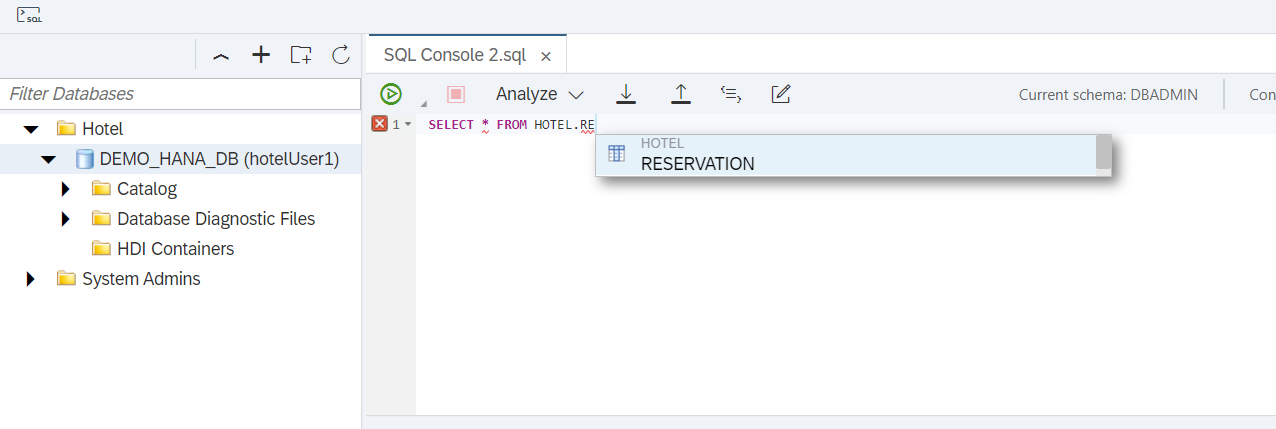 SQL
SQL Console 2.sql
Filter Databases
Analyze
Current schema: DBADMIN
Con
Hotel
DEMO_HANA_DB (hotelUser1)
Catalog
Database Diagnostic Files
HDI Containers
System Admins
1
SELECT * FROM HOTEL.RE
HOTEL
RESERVATION